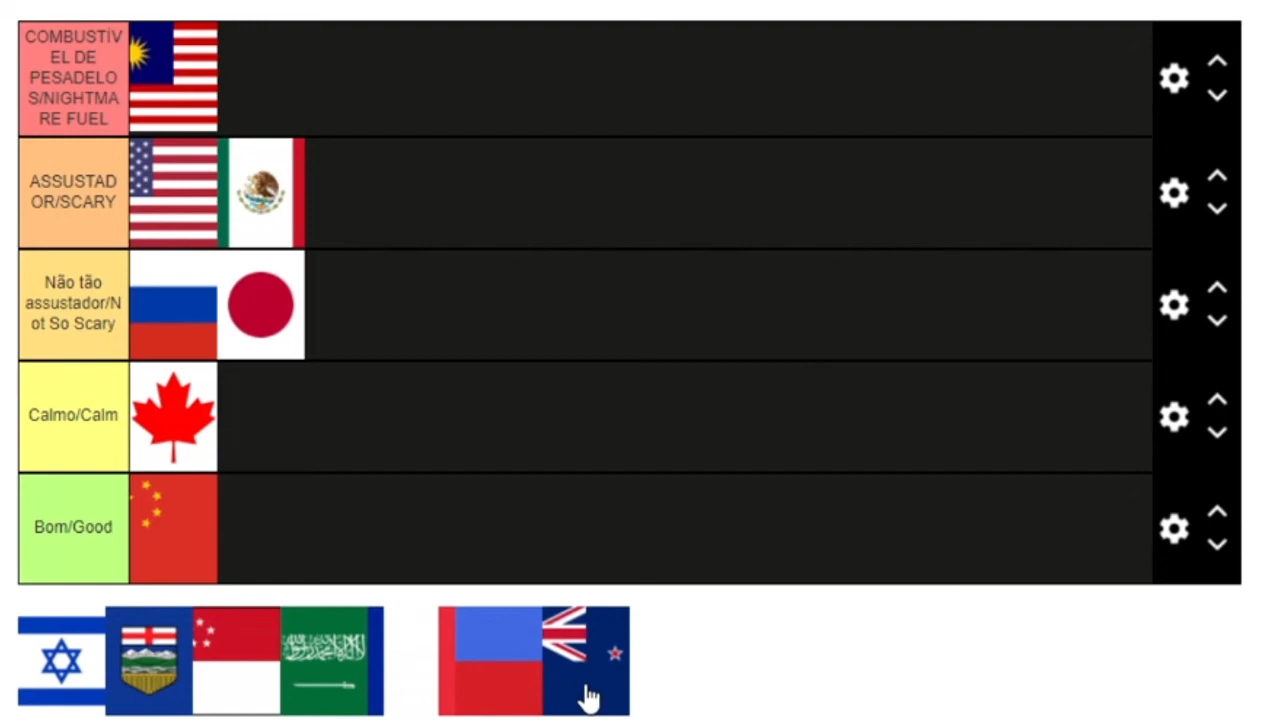 COMBUSTÍV
EL DE
PESADELO
S/NIGHTMA
RE FUEL
ASSUSTAD
OR/SCARY
Não tão
assustador/N
ot So Scary
Calmo/Calm
Bom/Good